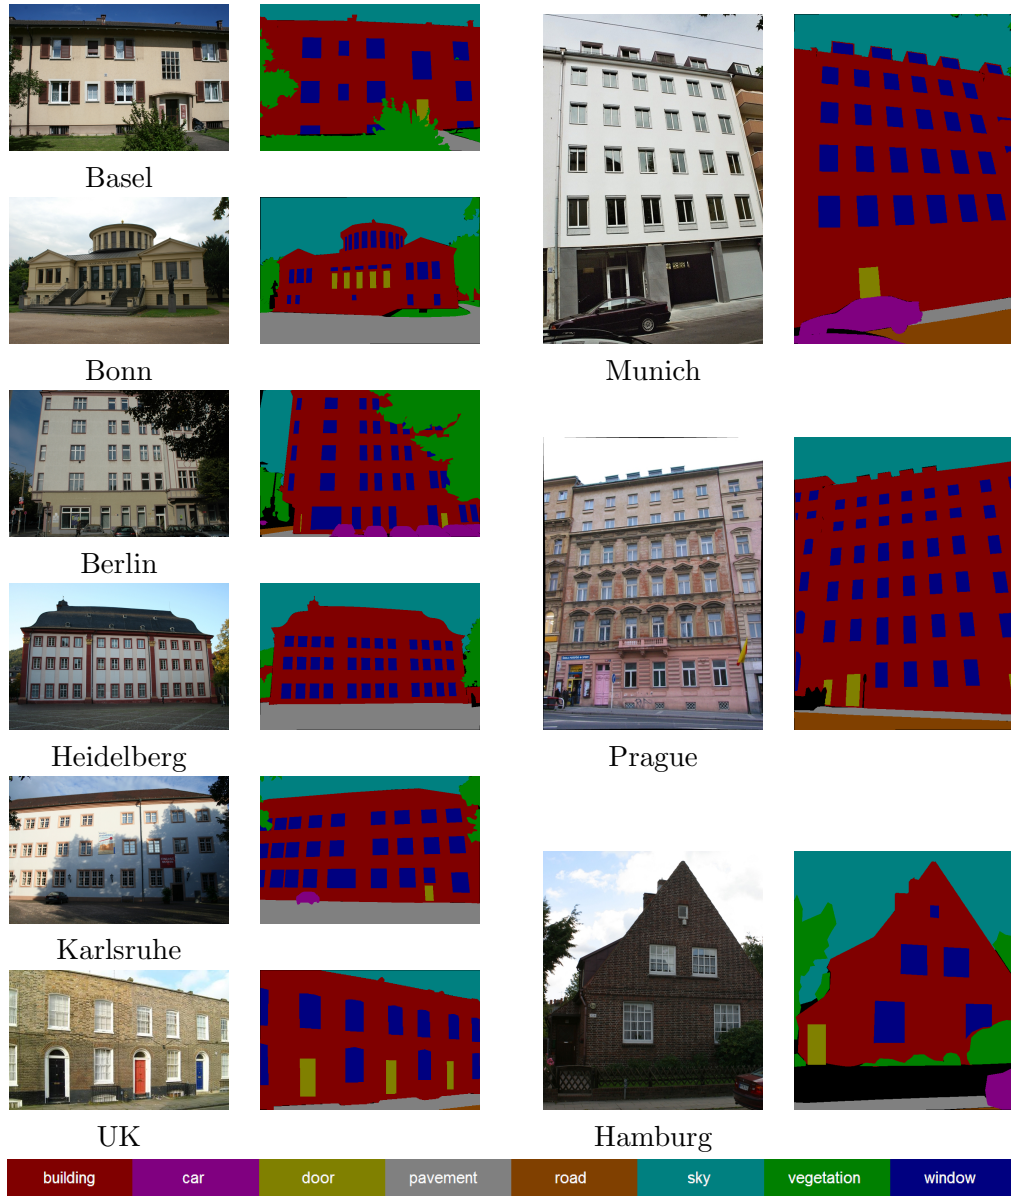 Basel
Bonn
Munich
Berlin
Heidelberg
Prague
Karlsruhe
UK
Hamburg
building car door pavement road sky vegetation window